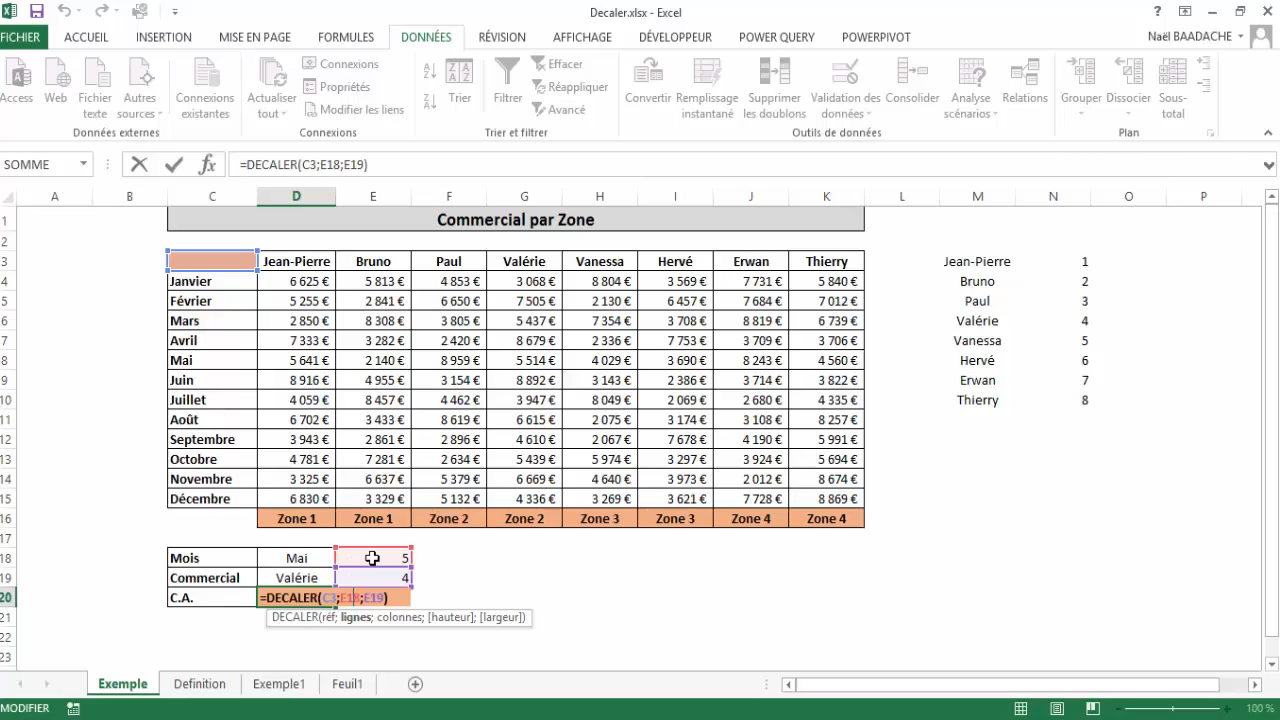 Decaler.xlsx - Excel
FICHIER ACCUEIL INSERTION MISE EN PAGE FORMULES DONNÉES RÉVISION AFFICHAGE DÉVELOPPEUR POWER QUERY POWERPIVOT Naël BAADACHE
Access Web Fichier texte Autres sources Connexions existantes
Données externes
Actualiser tout Connexions Propriétés Modifier les liens
Connexions
Trier Filtrer Effacer Réappliquer Avancé
Trier et filtrer
Convertir Remplissage instantané Supprimer les doublons Validation des données Consolider Analyse scénarios Relations
Outils de données
Grouper Dissocier Sous-total
Plan
SOMME fx =DECALER(C3;E18;E19)
A B C D E F G H I J K L M N O P
1 Commercial par Zone
2
3 Jean-Pierre Bruno Paul Valérie Vanessa Hervé Erwan Thierry Jean-Pierre 1
4 Janvier 6 625 € 5 813 € 4 853 € 3 068 € 8 804 € 3 569 € 7 731 € 5 840 € Bruno 2
5 Février 5 255 € 2 841 € 6 650 € 7 505 € 2 130 € 6 457 € 7 684 € 7 012 € Paul 3
6 Mars 2 850 € 8 308 € 3 805 € 5 437 € 7 354 € 3 708 € 8 819 € 6 739 € Valérie 4
7 Avril 7 333 € 3 282 € 2 420 € 8 679 € 2 336 € 7 753 € 3 709 € 3 706 € Vanessa 5
8 Mai 5 641 € 2 140 € 8 959 € 5 514 € 4 029 € 3 690 € 8 243 € 4 560 € Hervé 6
9 Juin 8 916 € 4 955 € 3 154 € 8 892 € 3 143 € 2 386 € 3 714 € 3 822 € Erwan 7
10 Juillet 4 059 € 8 457 € 4 462 € 3 947 € 8 049 € 2 069 € 2 680 € 4 335 € Thierry 8
11 Août 6 702 € 3 433 € 8 619 € 6 615 € 2 075 € 3 174 € 3 108 € 8 257 €
12 Septembre 3 943 € 2 861 € 2 896 € 4 610 € 2 067 € 7 678 € 4 190 € 5 991 €
13 Octobre 4 781 € 7 281 € 2 634 € 5 439 € 5 974 € 3 297 € 3 924 € 5 694 €
14 Novembre 3 325 € 6 637 € 5 379 € 6 669 € 4 640 € 3 973 € 2 012 € 8 674 €
15 Décembre 6 830 € 3 329 € 5 132 € 4 336 € 3 269 € 3 621 € 7 728 € 8 869 €
16 Zone 1 Zone 1 Zone 2 Zone 2 Zone 3 Zone 3 Zone 4 Zone 4
17
18 Mois Mai 5
19 Commercial Valérie 4
20 C.A. =DECALER(C3;E18;E19)
21 DECALER(réf; lignes; colonnes; [hauteur]; [largeur])
22
23
Exemple Definition Exemple1 Feuil1
MODIFIER 100 %